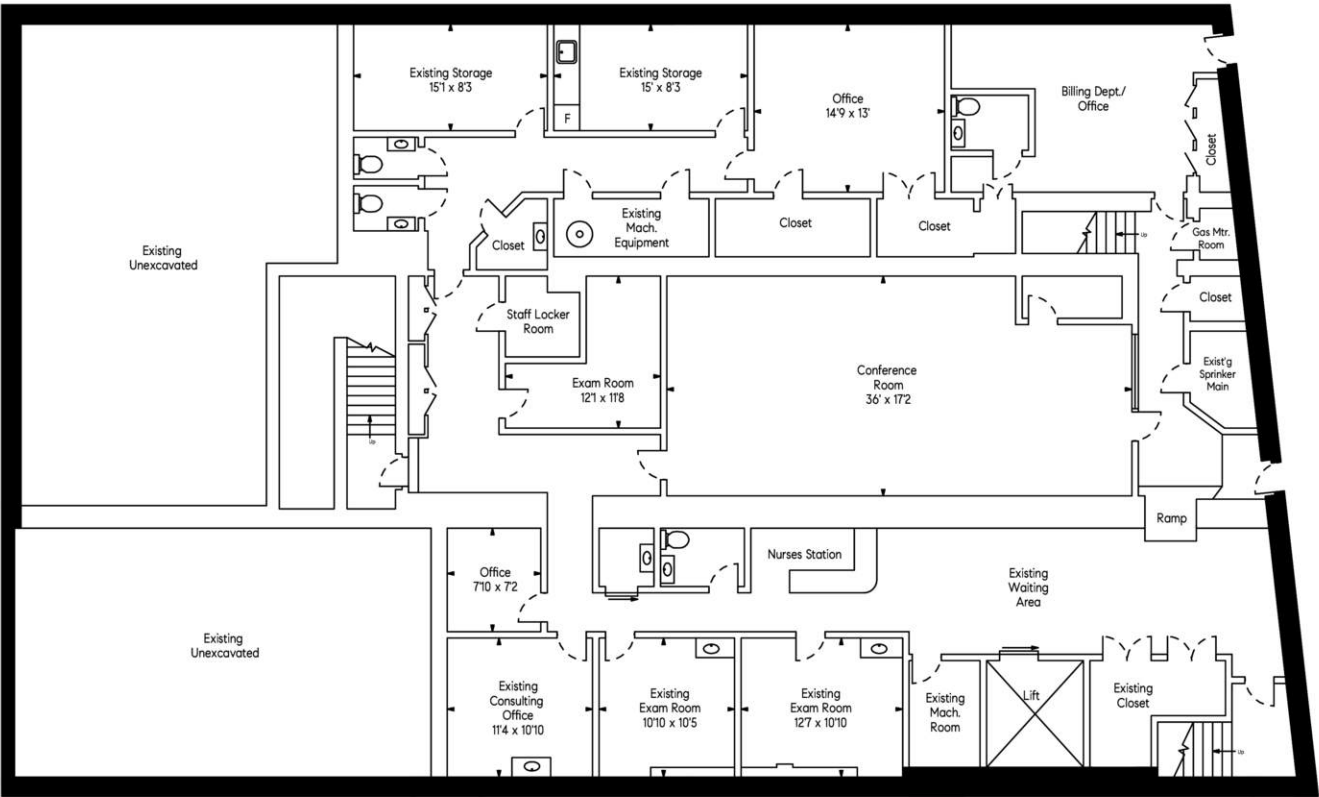 Existing Storage
15'1 x 8'3
Existing Storage
15' x 8'3
F
Office
14'9 x 13'
Billing Dept./
Office
Closet
Existing
Unexcavated
Closet
Existing
Mach.
Equipment
Closet
Closet
Up
Gas Mtr.
Room
Closet
Staff Locker
Room
Exam Room
12'1 x 11'8
Conference
Room
36' x 17'2
Exist'g
Sprinker
Main
Up
Ramp
Office
7'10 x 7'2
Nurses Station
Existing
Waiting
Area
Existing
Unexcavated
Existing
Consulting
Office
11'4 x 10'10
Existing
Exam Room
10'10 x 10'5
Existing
Exam Room
12'7 x 10'10
Existing
Mach.
Room
Lift
Existing
Closet
Up